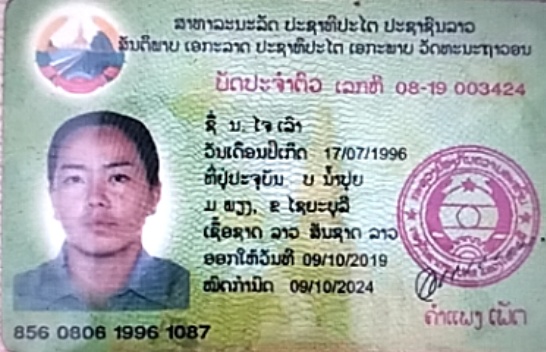 ສາທາລະນະລັດ ປະຊາທິປະໄຕ ປະຊາຊົນລາວ
ສັນຕິພາບ ເອກະລາດ ປະຊາທິປະໄຕ ເອກະພາບ ວັດທະນະຖາວອນ
ບັດປະຈຳຕົວ ເລກທີ 08-19 003424
ຊື່ ນ. ໄຈ ເລົາ
ວັນເດືອນປີເກີດ 17/07/1996
ທີ່ຢູ່ປະຈຸບັນ ບ ນ້ຳປຸຍ
ມ ພຽງ, ຂ ໄຊຍະບູລີ
ເຊື້ອຊາດ ລາວ ສັນຊາດ ລາວ
ອອກໃຫ້ວັນທີ 09/10/2019
ໝົດກຳນົດ 09/10/2024
ຄຳແພງ ເພັດ
856 0806 1996 1087